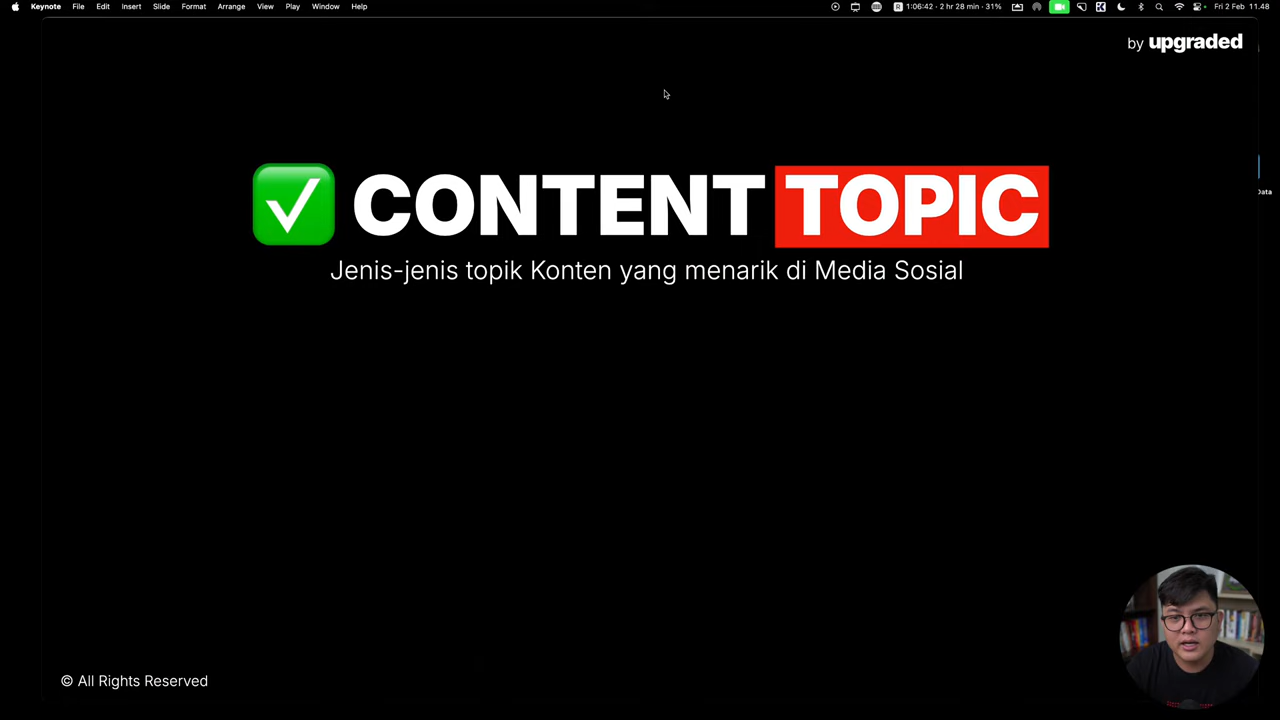 Keynote File Edit Insert Slide Format Arrange View Play Window Help 1:06:42 · 2 hr 28 min · 31% Fri 2 Feb 11.48
by upgraded
✅ CONTENT TOPIC
Data
Jenis-jenis topik Konten yang menarik di Media Sosial
© All Rights Reserved